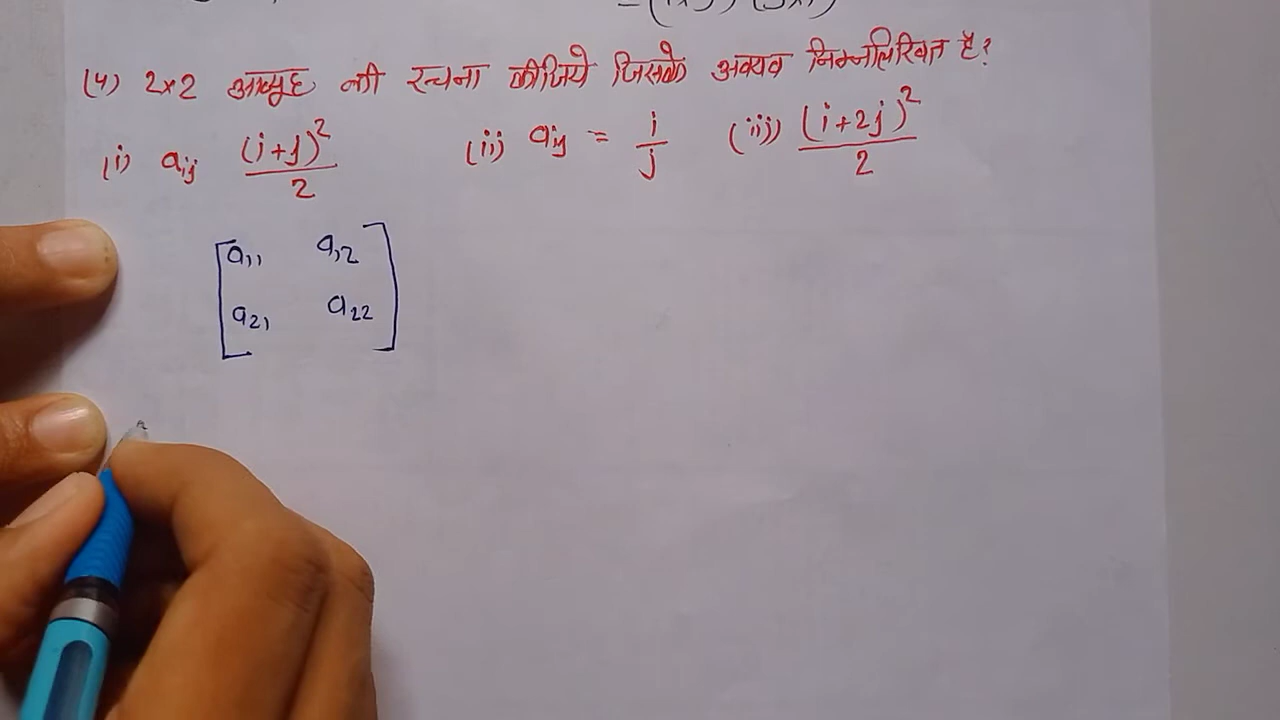 (4) 2×2 आव्यूह की रचना कीजिये जिसके अवयव निम्नलिखित है?
(i) aij (i+j)²/2 (ii) aij = i/j (iii) (i+2j)²/2
[a11 a12
a21 a22]